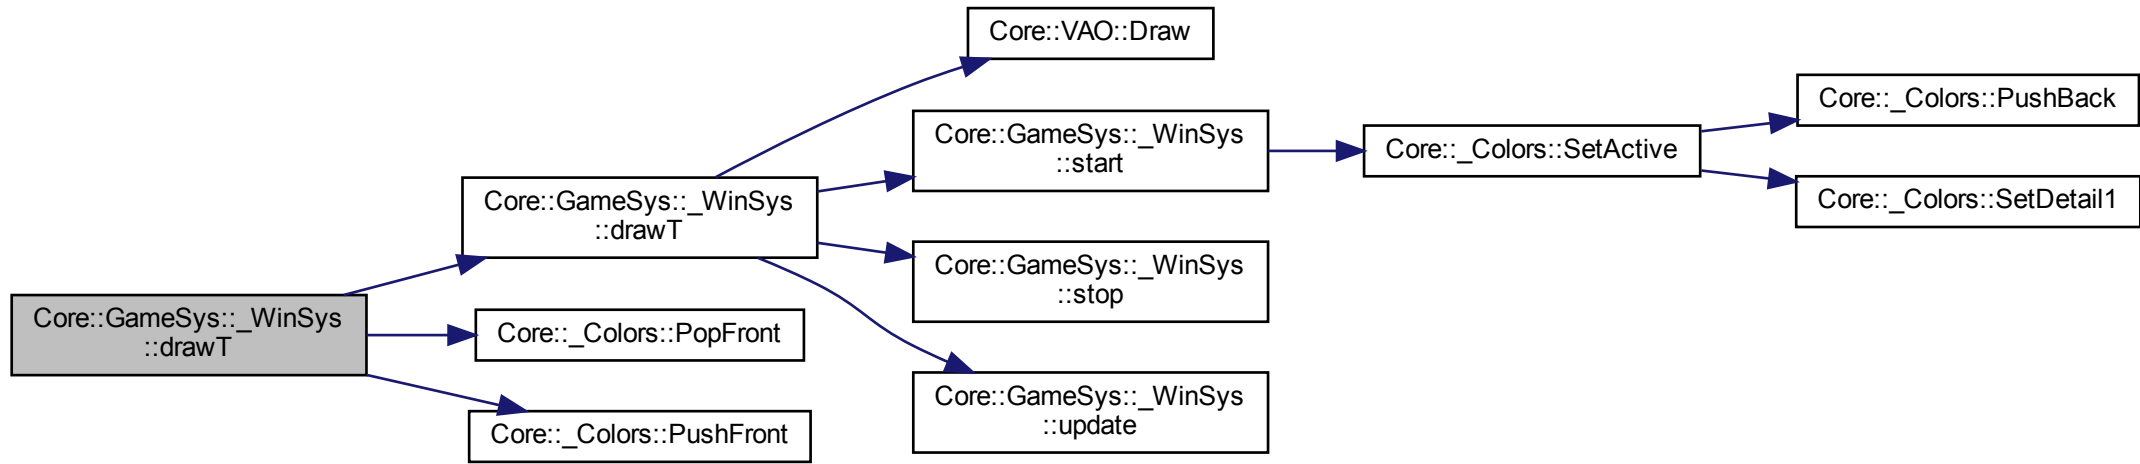 Core::GameSys::_WinSys
::drawT
Core::GameSys::_WinSys
::drawT
Core::_Colors::PopFront
Core::_Colors::PushFront
Core::VAO::Draw
Core::GameSys::_WinSys
::start
Core::GameSys::_WinSys
::stop
Core::GameSys::_WinSys
::update
Core::_Colors::SetActive
Core::_Colors::PushBack
Core::_Colors::SetDetail1